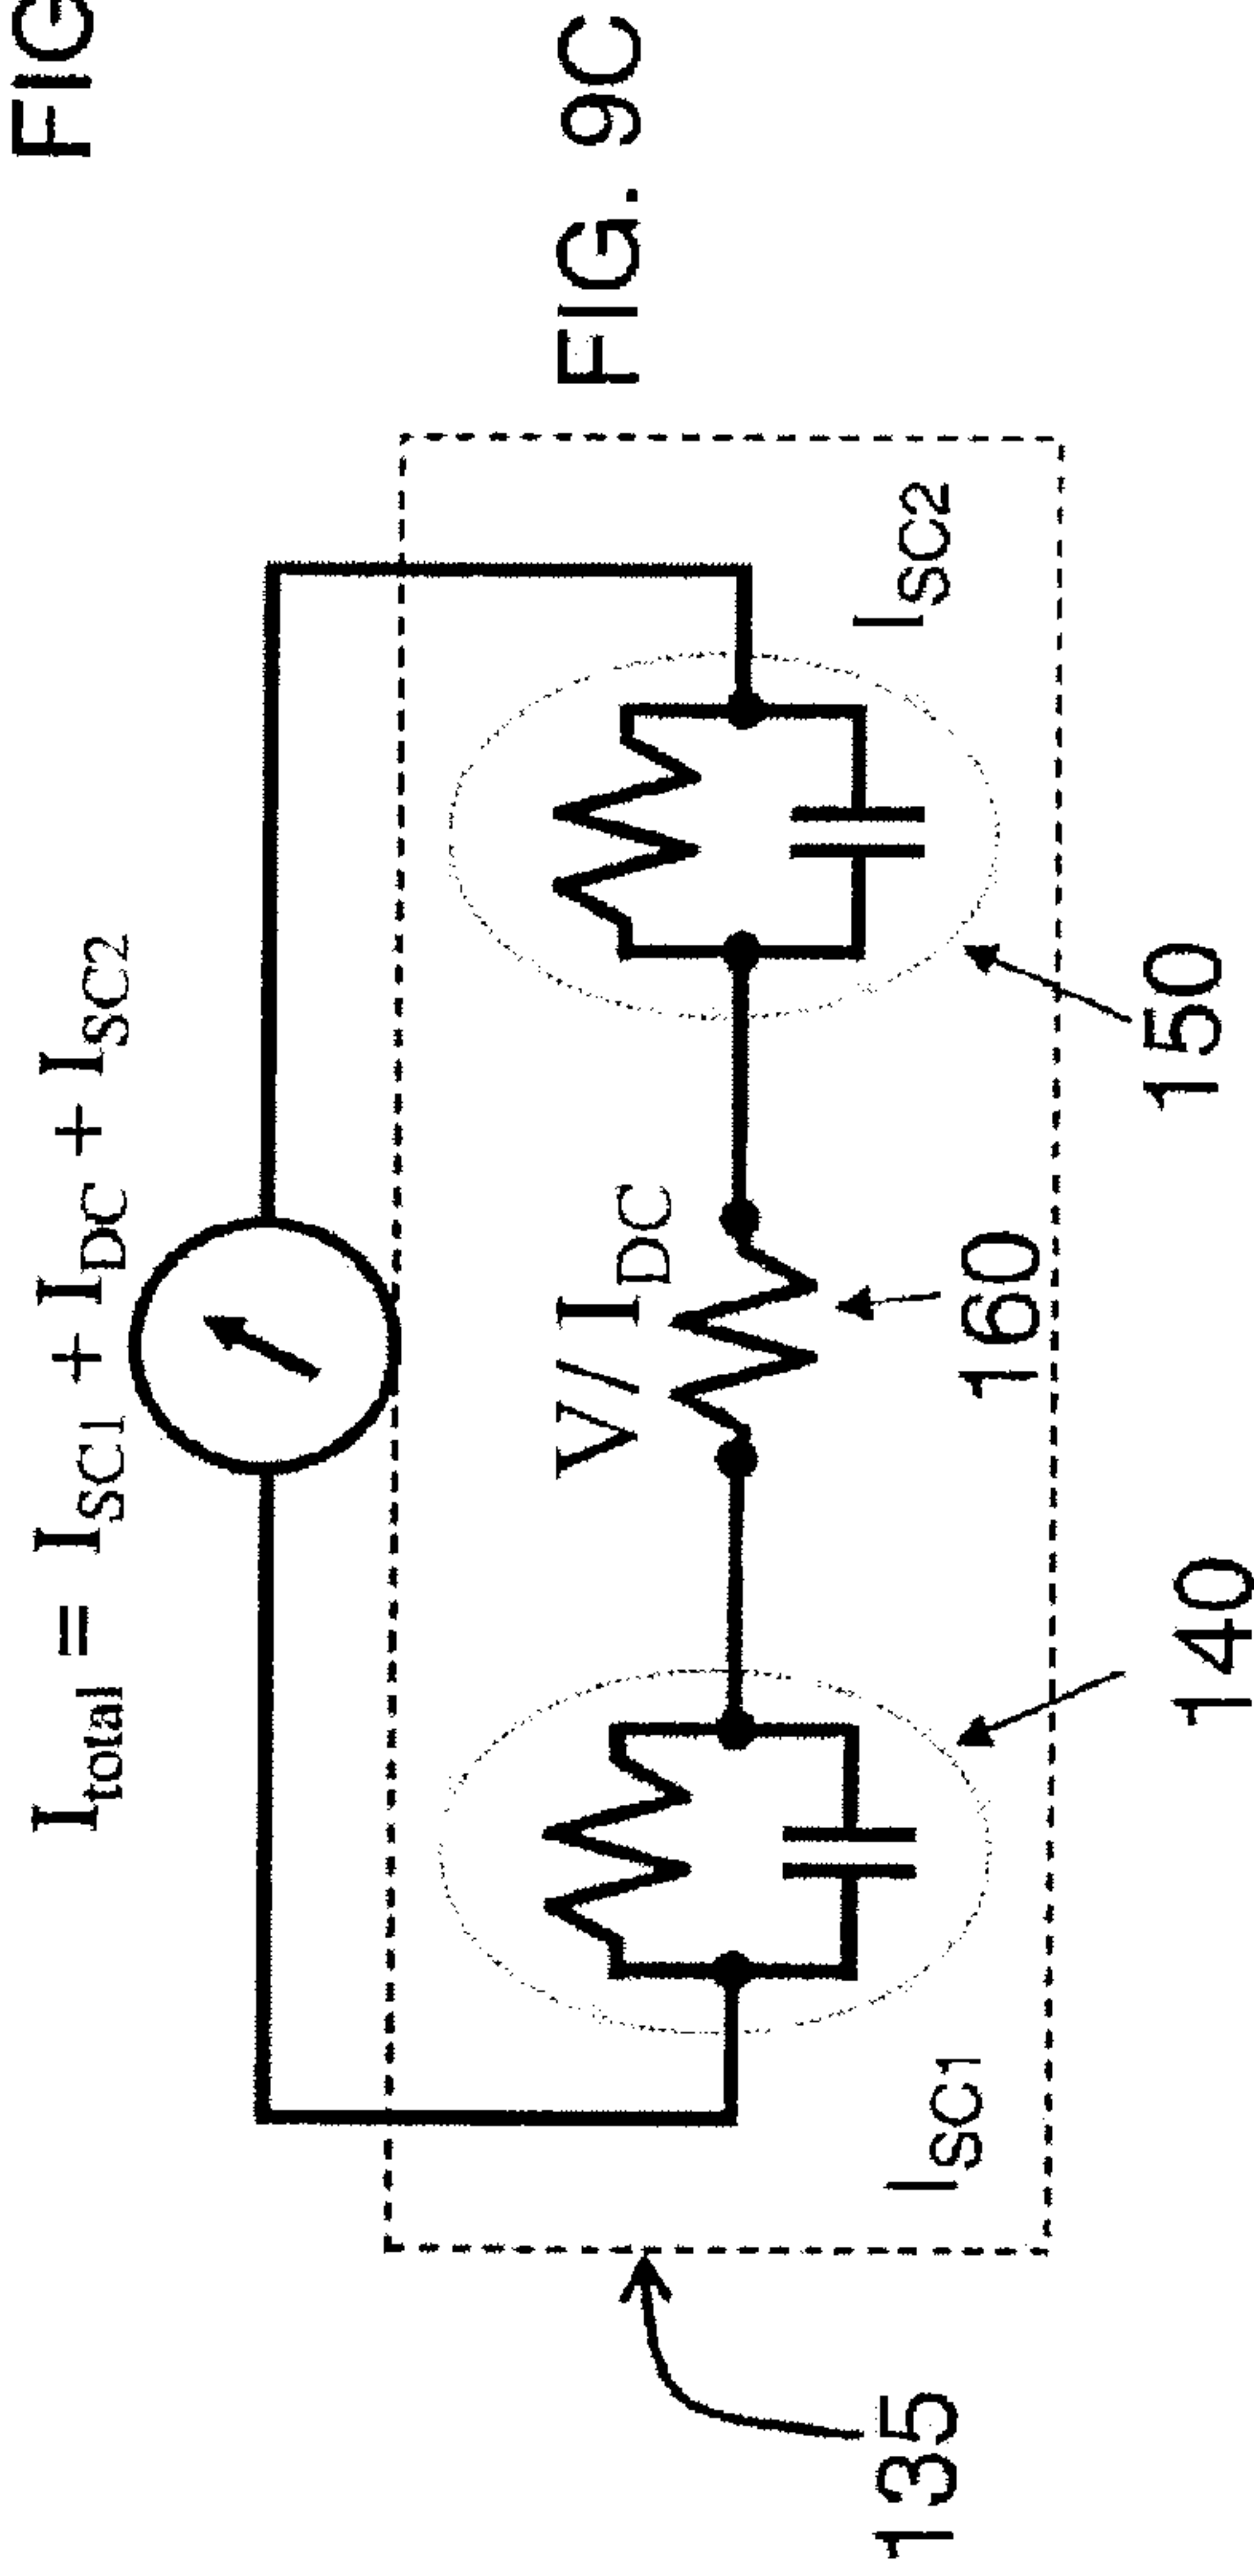 FIG
I_total = I_SC1 + I_DC + I_SC2
FIG. 9C
V/ I_DC
135
I_SC1
140
160
150
I_SC2